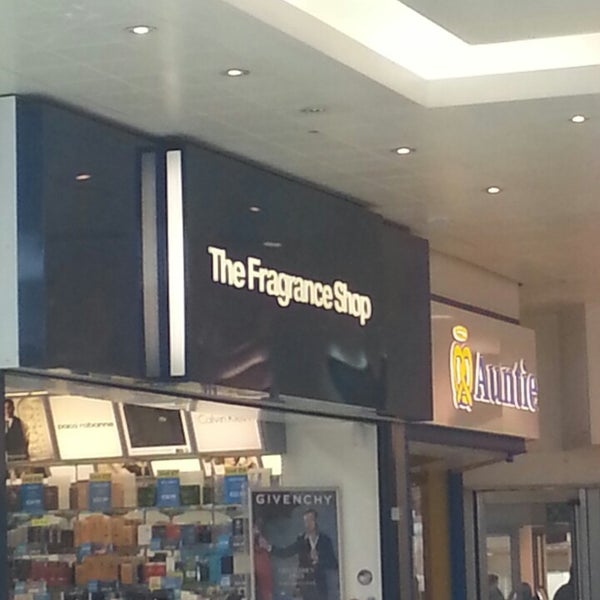 The Fragrance Shop
Auntie
paco rabanne
Calvin Klein
GIVENCHY